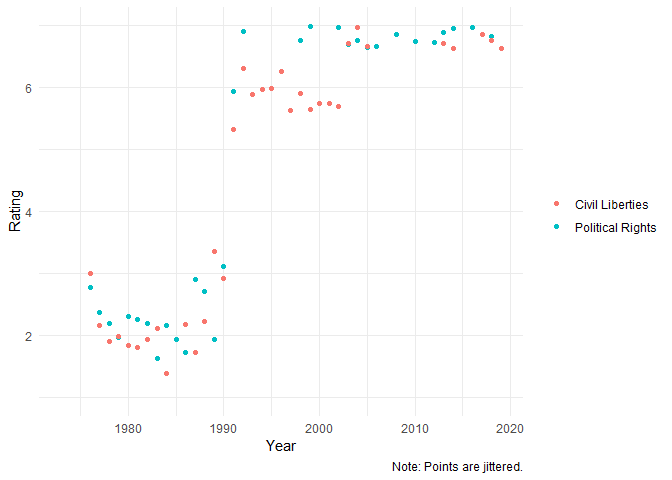 6
4
2
Rating
1980 1990 2000 2010 2020
Year
Civil Liberties
Political Rights
Note: Points are jittered.